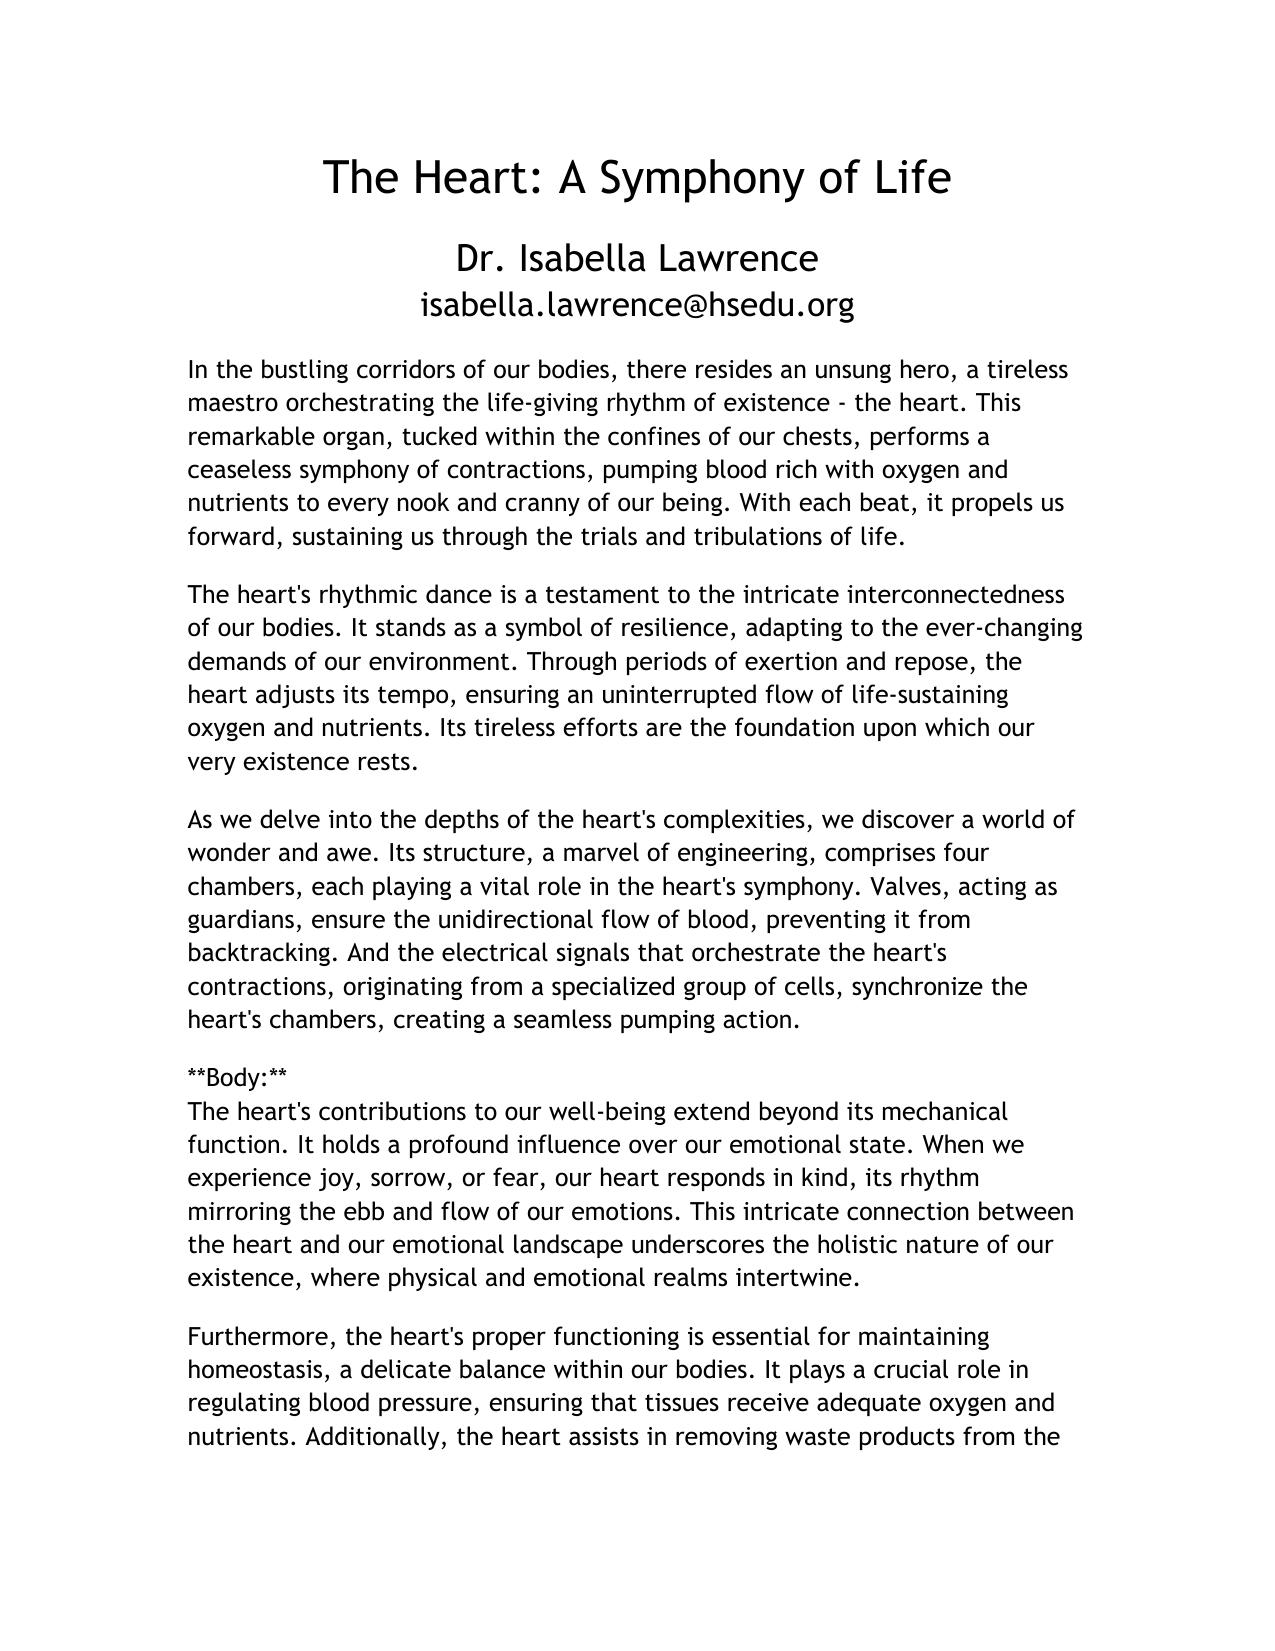 The Heart: A Symphony of Life
Dr. Isabella Lawrence
isabella.lawrence@hsedu.org
In the bustling corridors of our bodies, there resides an unsung hero, a tireless
maestro orchestrating the life-giving rhythm of existence - the heart. This
remarkable organ, tucked within the confines of our chests, performs a
ceaseless symphony of contractions, pumping blood rich with oxygen and
nutrients to every nook and cranny of our being. With each beat, it propels us
forward, sustaining us through the trials and tribulations of life.
The heart's rhythmic dance is a testament to the intricate interconnectedness
of our bodies. It stands as a symbol of resilience, adapting to the ever-changing
demands of our environment. Through periods of exertion and repose, the
heart adjusts its tempo, ensuring an uninterrupted flow of life-sustaining
oxygen and nutrients. Its tireless efforts are the foundation upon which our
very existence rests.
As we delve into the depths of the heart's complexities, we discover a world of
wonder and awe. Its structure, a marvel of engineering, comprises four
chambers, each playing a vital role in the heart's symphony. Valves, acting as
guardians, ensure the unidirectional flow of blood, preventing it from
backtracking. And the electrical signals that orchestrate the heart's
contractions, originating from a specialized group of cells, synchronize the
heart's chambers, creating a seamless pumping action.
**Body:**
The heart's contributions to our well-being extend beyond its mechanical
function. It holds a profound influence over our emotional state. When we
experience joy, sorrow, or fear, our heart responds in kind, its rhythm
mirroring the ebb and flow of our emotions. This intricate connection between
the heart and our emotional landscape underscores the holistic nature of our
existence, where physical and emotional realms intertwine.
Furthermore, the heart's proper functioning is essential for maintaining
homeostasis, a delicate balance within our bodies. It plays a crucial role in
regulating blood pressure, ensuring that tissues receive adequate oxygen and
nutrients. Additionally, the heart assists in removing waste products from the